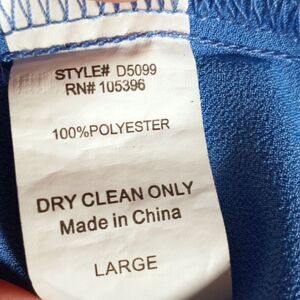 STYLE# D5099
RN# 105396
100%POLYESTER
DRY CLEAN ONLY
Made in China
LARGE